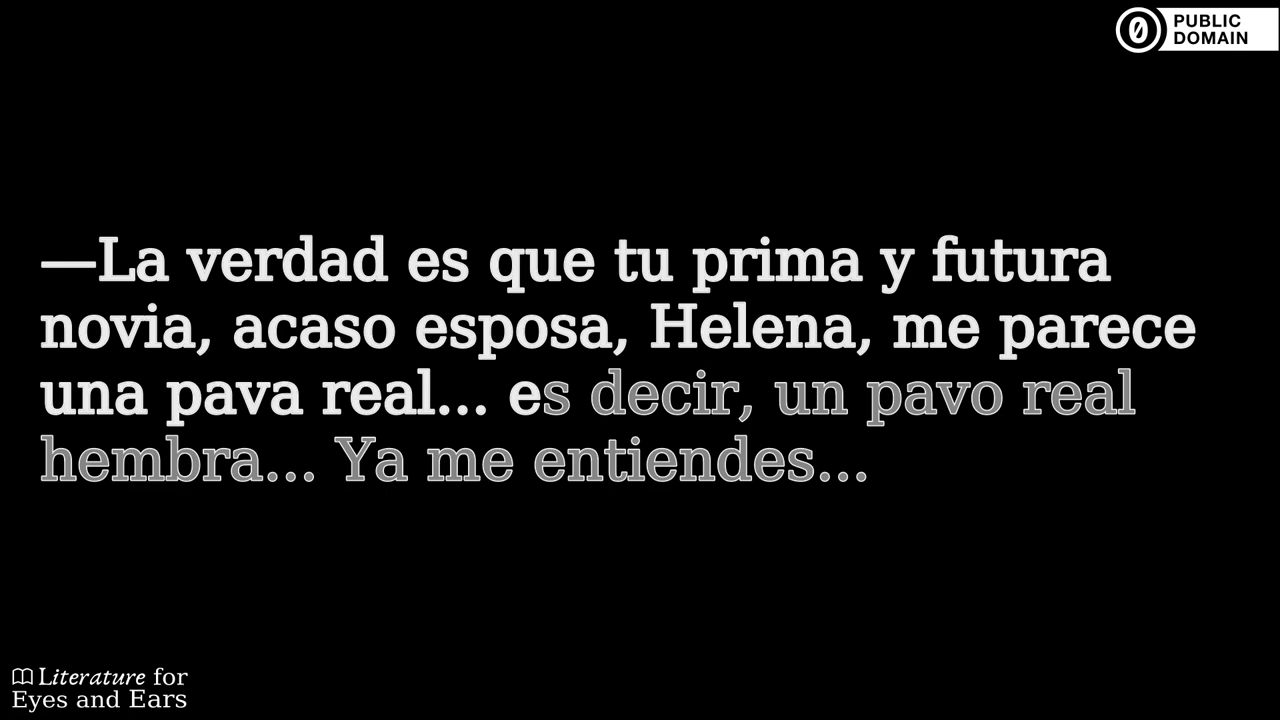 PUBLIC
DOMAIN
—La verdad es que tu prima y futura
novia, acaso esposa, Helena, me parece
una pava real... es decir, un pavo real
hembra... Ya me entiendes...
Literature for
Eyes and Ears